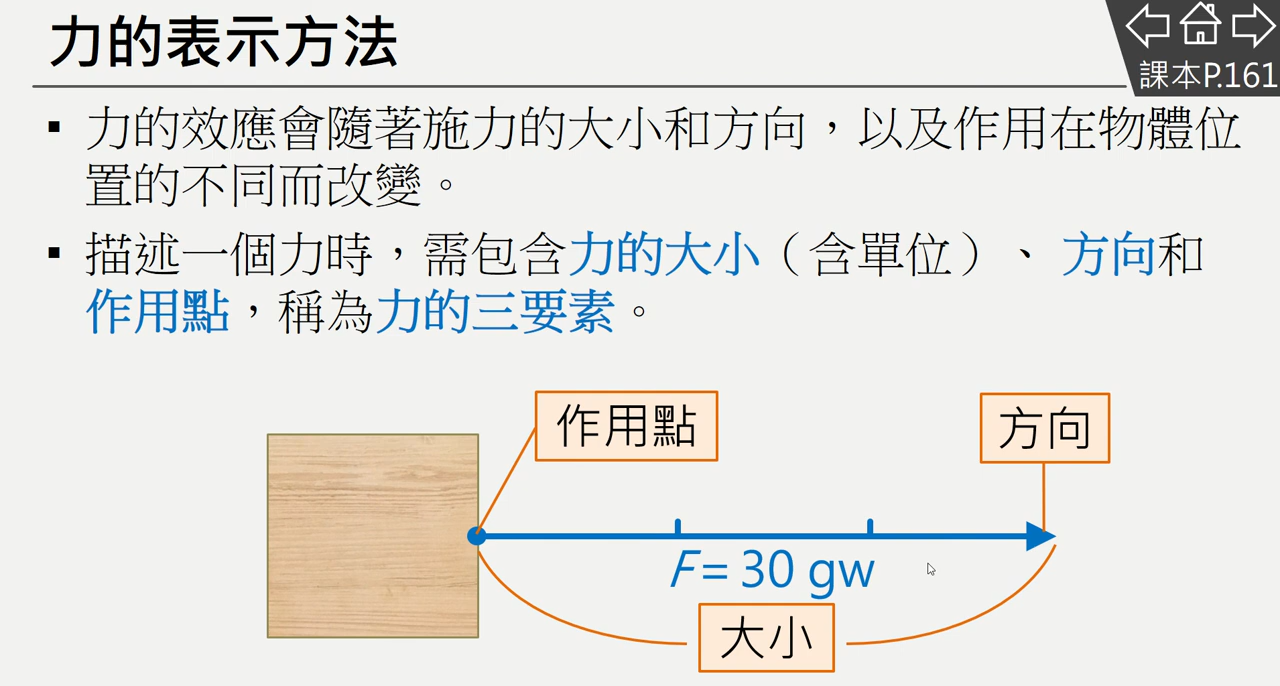 力的表示方法
課本P.161
▪ 力的效應會隨著施力的大小和方向，以及作用在物體位
置的不同而改變。
▪ 描述一個力時，需包含力的大小（含單位）、 方向和
作用點，稱為力的三要素。
作用點
方向
F = 30 gw
大小